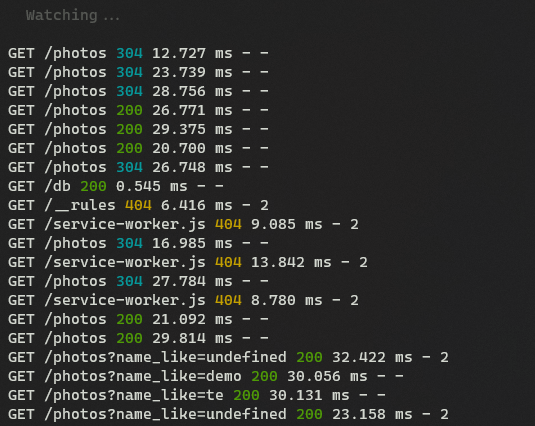 Watching...
GET /photos 304 12.727 ms - -
GET /photos 304 23.739 ms - -
GET /photos 304 28.756 ms - -
GET /photos 200 26.771 ms - -
GET /photos 200 29.375 ms - -
GET /photos 200 20.700 ms - -
GET /photos 304 26.748 ms - -
GET /db 200 0.545 ms - -
GET /__rules 404 6.416 ms - 2
GET /service-worker.js 404 9.085 ms - 2
GET /photos 304 16.985 ms - -
GET /service-worker.js 404 13.842 ms - 2
GET /photos 304 27.784 ms - -
GET /service-worker.js 404 8.780 ms - 2
GET /photos 200 21.092 ms - -
GET /photos 200 29.814 ms - -
GET /photos?name_like=undefined 200 32.422 ms - 2
GET /photos?name_like=demo 200 30.056 ms - -
GET /photos?name_like=te 200 30.131 ms - -
GET /photos?name_like=undefined 200 23.158 ms - 2